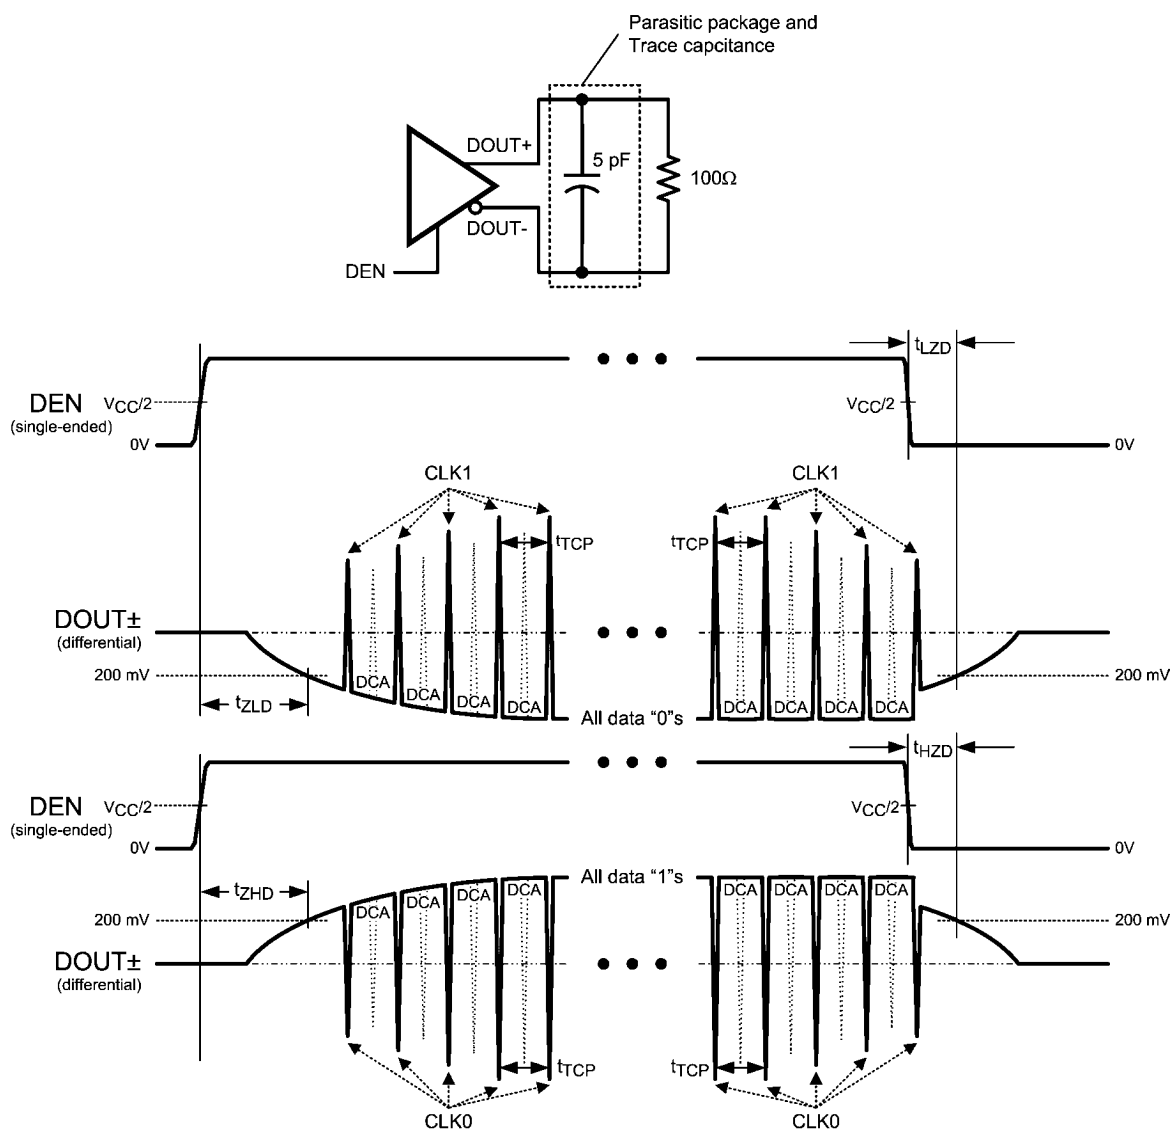 Parasitic package and
Trace capcitance
DOUT+
5 pF
100Ω
DOUT-
DEN
tLZD
DEN
(single-ended)
VCC/2
VCC/2
0V
0V
CLK1
CLK1
tTCP
tTCP
DOUT±
(differential)
200 mV
200 mV
DCA
DCA
DCA
DCA
DCA
DCA
DCA
DCA
tZLD
All data “0”s
tHZD
DEN
(single-ended)
VCC/2
VCC/2
0V
0V
All data “1”s
DCA
DCA
DCA
DCA
DCA
DCA
DCA
DCA
tZHD
200 mV
200 mV
DOUT±
(differential)
tTCP
tTCP
CLK0
CLK0